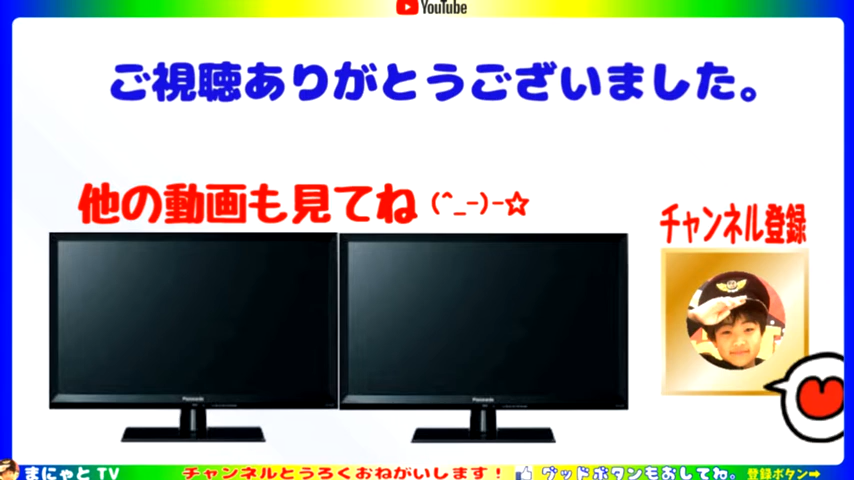 YouTube
ご視聴ありがとうございました。
他の動画も見てね (^_-)-☆
チャンネル登録
Panasonic
Panasonic
まにゃと TV
チャンネルとうろくおねがいします！
グッドボタンもおしてね。
登録ボタン➡